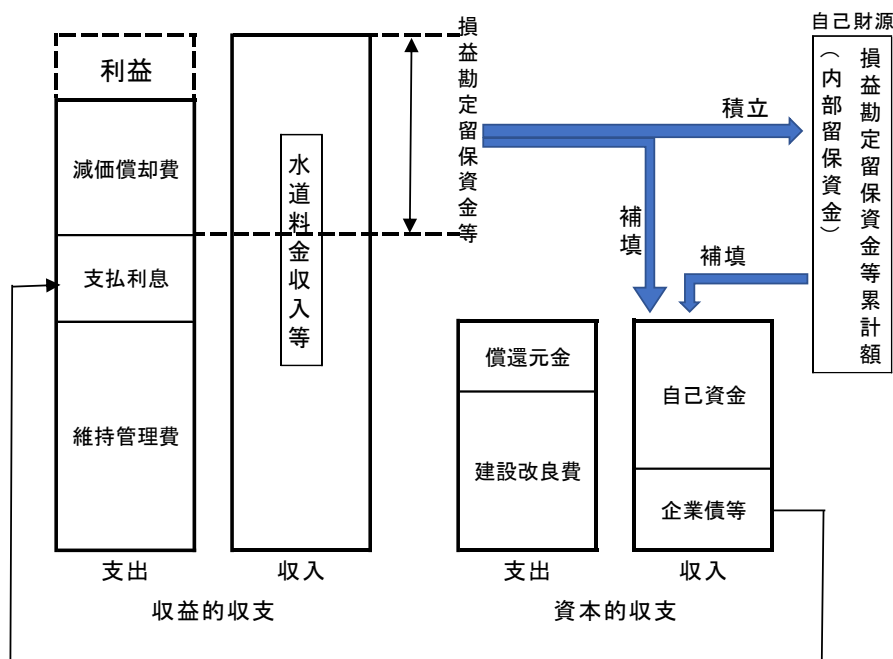 利益
減価償却費
支払利息
維持管理費
支出
水道料金収入等
収入
収益的収支
損益勘定留保資金等
積立
補填
補填
自己財源
損益勘定留保資金等累計額
（内部留保資金）
償還元金
建設改良費
支出
自己資金
企業債等
収入
資本的収支